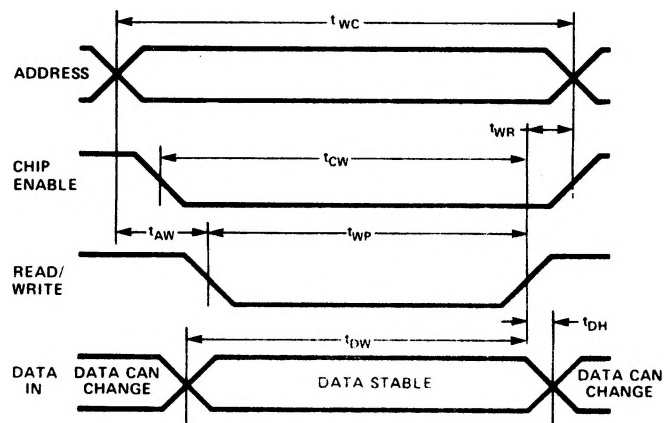 tWC
ADDRESS
tWR
tCW
CHIP
ENABLE
tAW
tWP
READ/
WRITE
tDH
tDW
DATA
IN
DATA CAN
CHANGE
DATA STABLE
DATA CAN
CHANGE